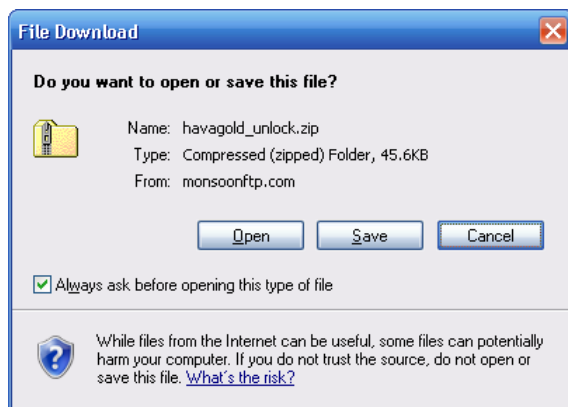 File Download
Do you want to open or save this file?
Name: havagold_unlock.zip
Type: Compressed (zipped) Folder, 45.6KB
From: monsoonftp.com
Open Save Cancel
Always ask before opening this type of file
While files from the Internet can be useful, some files can potentially
harm your computer. If you do not trust the source, do not open or
save this file. What's the risk?